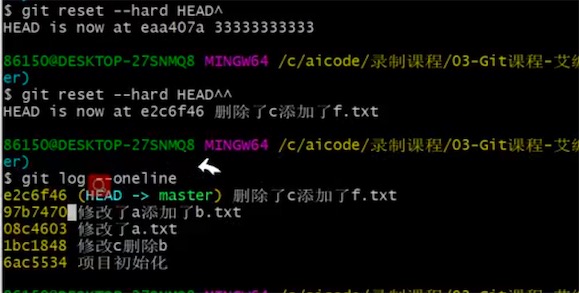 $ git reset --hard HEAD^
HEAD is now at eaa407a 33333333333
86150@DESKTOP-27SNMQ8 MINGW64 /c/aicode/录制课程/03-Git课程-艾编
er)
$ git reset --hard HEAD^^
HEAD is now at e2c6f46 删除了c添加了f.txt
86150@DESKTOP-27SNMQ8 MINGW64 /c/aicode/录制课程/03-Git课程-艾编
er)
$ git log --oneline
e2c6f46 (HEAD -> master) 删除了c添加了f.txt
97b7470 修改了a添加了b.txt
08c4603 修改了a.txt
1bc1848 修改c删除b
6ac5534 项目初始化